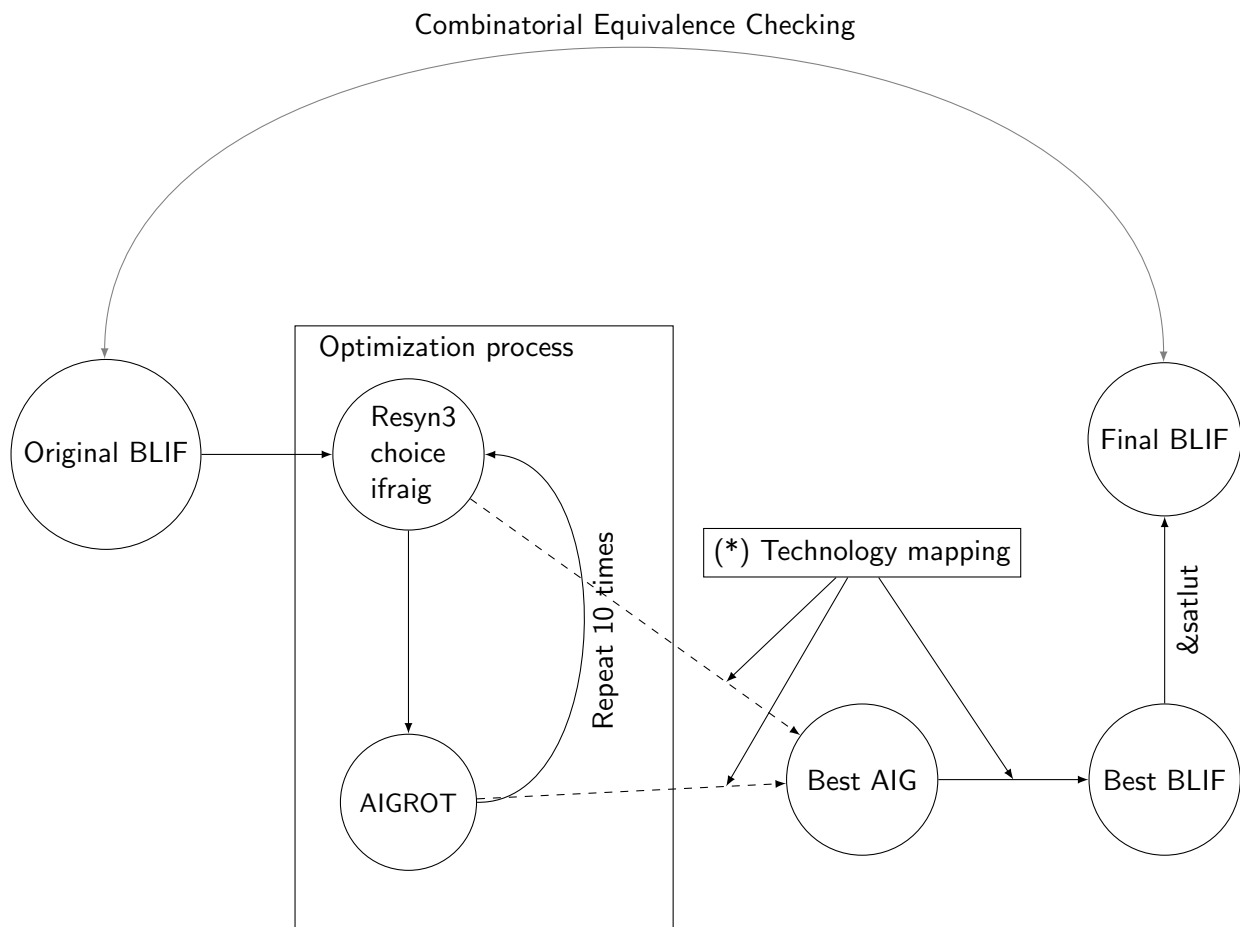 Combinatorial Equivalence Checking
Optimization process
Original BLIF
Resyn3
choice
ifraig
Repeat 10 times
AIGROT
(*) Technology mapping
Best AIG
Best BLIF
&satlut
Final BLIF